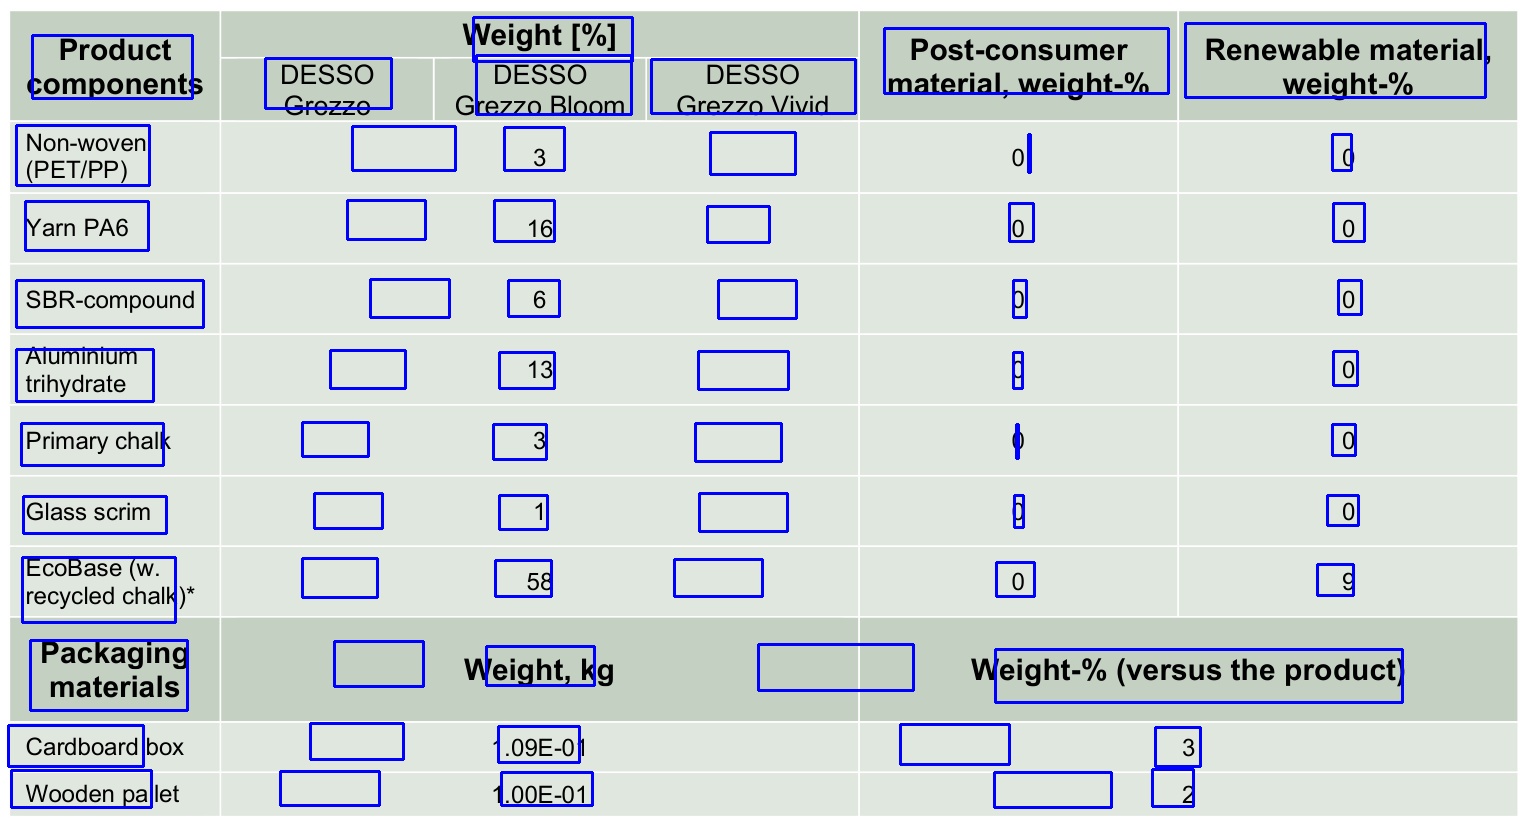 Product components Weight [%] Post-consumer material, weight-% Renewable material, weight-%
DESSO Grezzo DESSO Grezzo Bloom DESSO Grezzo Vivid
Non-woven (PET/PP) 3 0 0
Yarn PA6 16 0 0
SBR-compound 6 0 0
Aluminium trihydrate 13 0 0
Primary chalk 3 0 0
Glass scrim 1 0 0
EcoBase (w. recycled chalk)* 58 0 9
Packaging materials Weight, kg Weight-% (versus the product)
Cardboard box 1.09E-01 3
Wooden pallet 1.00E-01 2